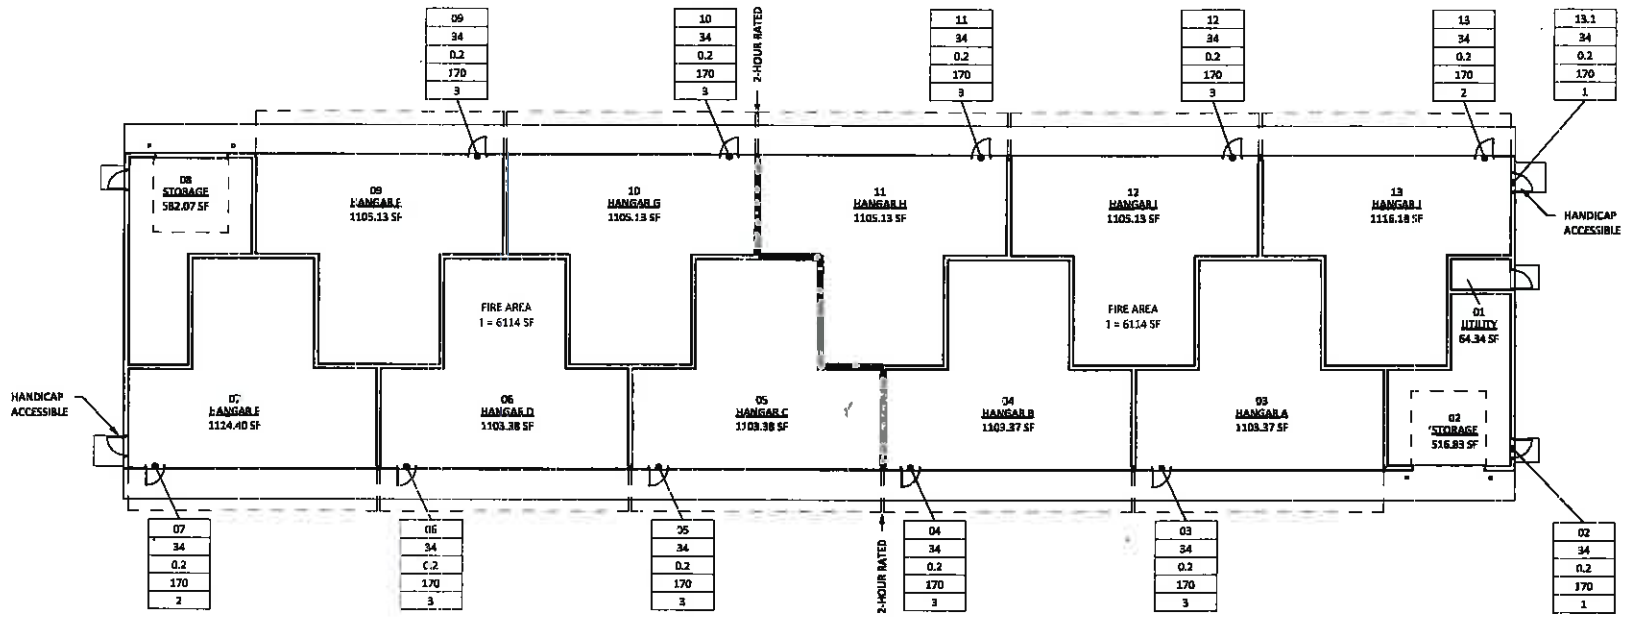 09
34
0.2
170
3
10
34
0.2
170
3
2-HOUR RATED
11
34
0.2
170
3
12
34
0.2
170
3
13
34
0.2
170
2
13.1
34
0.2
170
1
08
STORAGE
582.07 SF
09
HANGAR F
1105.13 SF
10
HANGAR G
1105.13 SF
11
HANGAR H
1105.13 SF
12
HANGAR I
1105.13 SF
13
HANGAR J
1116.18 SF
HANDICAP
ACCESSIBLE
FIRE AREA
1 = 6114 SF
FIRE AREA
1 = 6114 SF
01
UTILITY
64.34 SF
HANDICAP
ACCESSIBLE
07
HANGAR E
1124.40 SF
06
HANGAR D
1103.38 SF
05
HANGAR C
1103.38 SF
04
HANGAR B
1103.37 SF
03
HANGAR A
1103.37 SF
02
STORAGE
516.83 SF
07
34
0.2
170
2
06
34
0.2
170
3
05
34
0.2
170
3
2-HOUR RATED
04
34
0.2
170
3
03
34
0.2
170
3
02
34
0.2
170
1